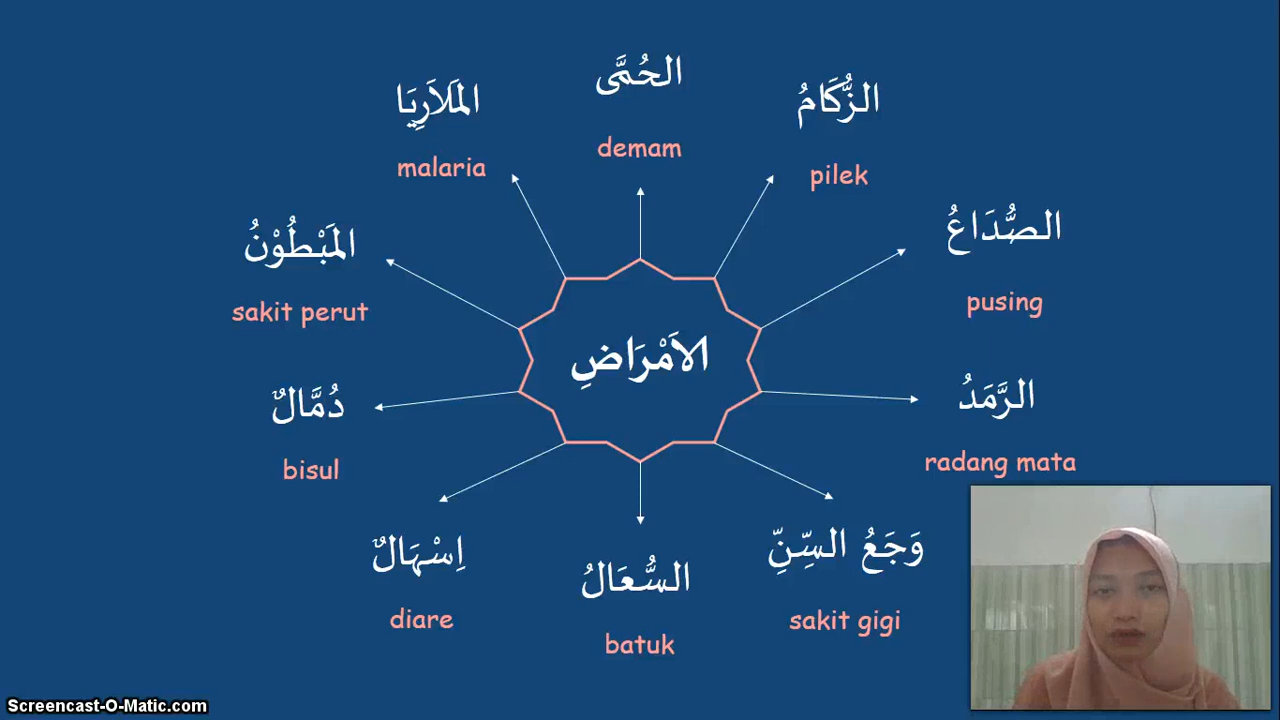 الحُمَّى
demam
الزُّكَامُ
pilek
الصُّدَاعُ
pusing
الرَّمَدُ
radang mata
وَجَعُ السِّنِّ
sakit gigi
السُّعَالُ
batuk
اِسْهَالٌ
diare
دُمَّالٌ
bisul
المَبْطُوْنُ
sakit perut
المَلَارِيَا
malaria
الاَمْرَاضِ
Screencast-O-Matic.com